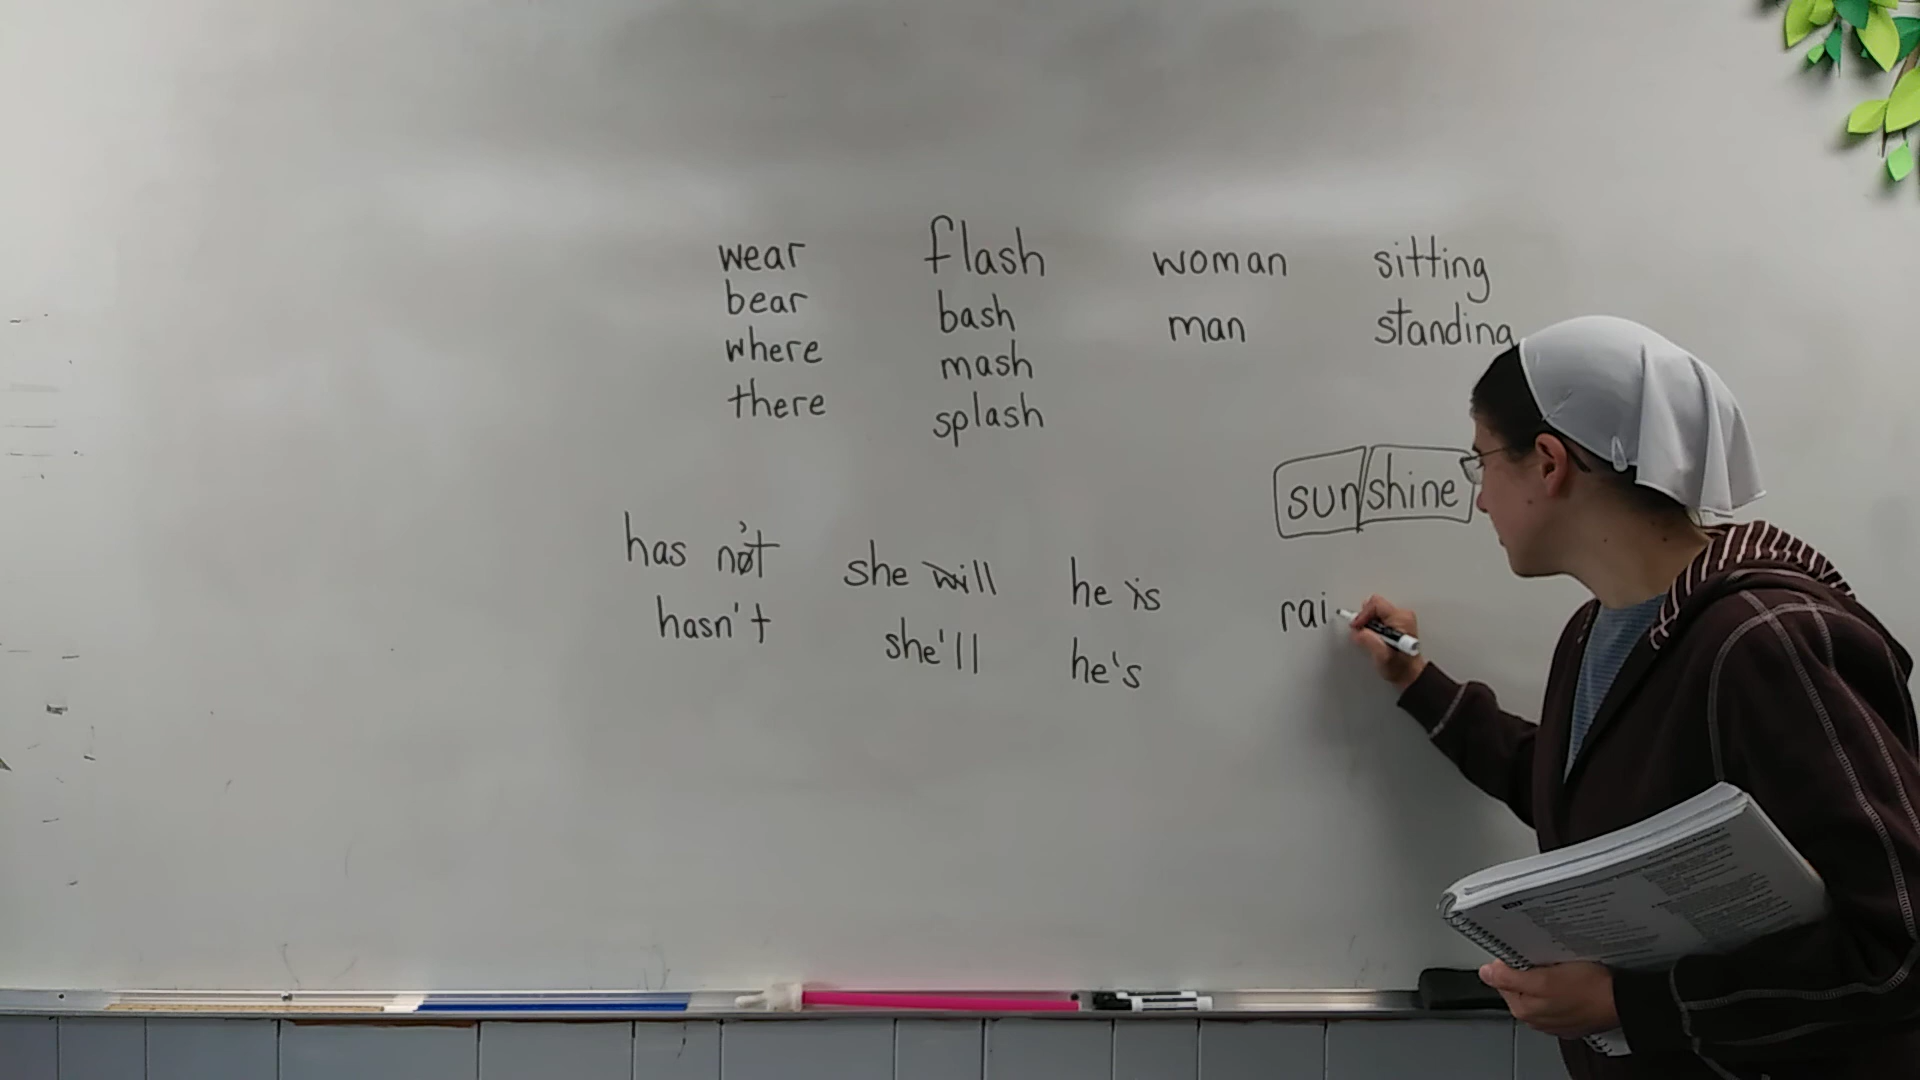 wear
bear
where
there
flash
bash
mash
splash
woman
man
sitting
standing
sunshine
has not
hasn't
she will
she'll
he is
he's
rai